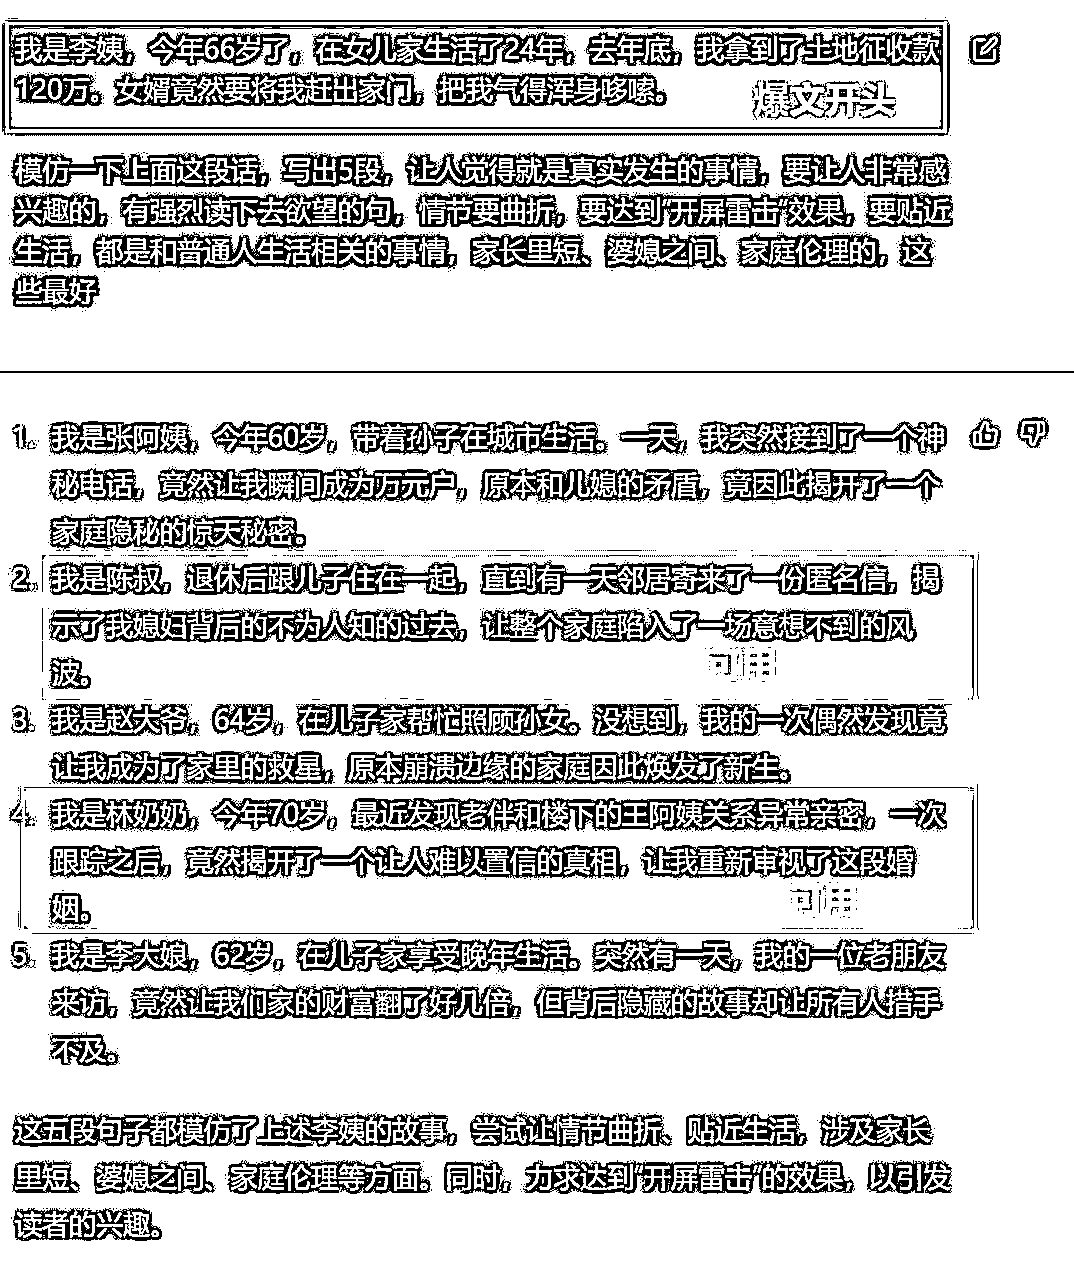 我是李姨，今年66岁了，在女儿家生活了24年，去年底，我拿到了土地征收款
120万。女婿竟然要将我赶出家门，把我气得浑身哆嗦。
爆文开头
模仿一下上面这段话，写出5段，让人觉得就是真实发生的事情，要让人非常感
兴趣的，有强烈读下去欲望的句，情节要曲折，要达到“开屏雷击”效果，要贴近
生活，都是和普通人生活相关的事情，家长里短、婆媳之间、家庭伦理的，这
些最好
1. 我是张阿姨，今年60岁，带着孙子在城市生活。一天，我突然接到了一个神
秘电话，竟然让我瞬间成为万元户，原本和儿媳的矛盾，竟因此揭开了一个
家庭隐秘的惊天秘密。
2. 我是陈叔，退休后跟儿子住在一起，直到有一天邻居寄来了一份匿名信，揭
示了我媳妇背后的不为人知的过去，让整个家庭陷入了一场意想不到的风
波。
可用
3. 我是赵大爷，64岁，在儿子家帮忙照顾孙女。没想到，我的一次偶然发现竟
让我成为了家里的救星，原本崩溃边缘的家庭因此焕发了新生。
4. 我是林奶奶，今年70岁，最近发现老伴和楼下的王阿姨关系异常亲密，一次
跟踪之后，竟然揭开了一个让人难以置信的真相，让我重新审视了这段婚
姻。
可用
5. 我是李大娘，62岁，在儿子家享受晚年生活。突然有一天，我的一位老朋友
来访，竟然让我们家的财富翻了好几倍，但背后隐藏的故事却让所有人措手
不及。
这五段句子都模仿了上述李姨的故事，尝试让情节曲折、贴近生活，涉及家长
里短、婆媳之间、家庭伦理等方面。同时，力求达到“开屏雷击”的效果，以引发
读者的兴趣。